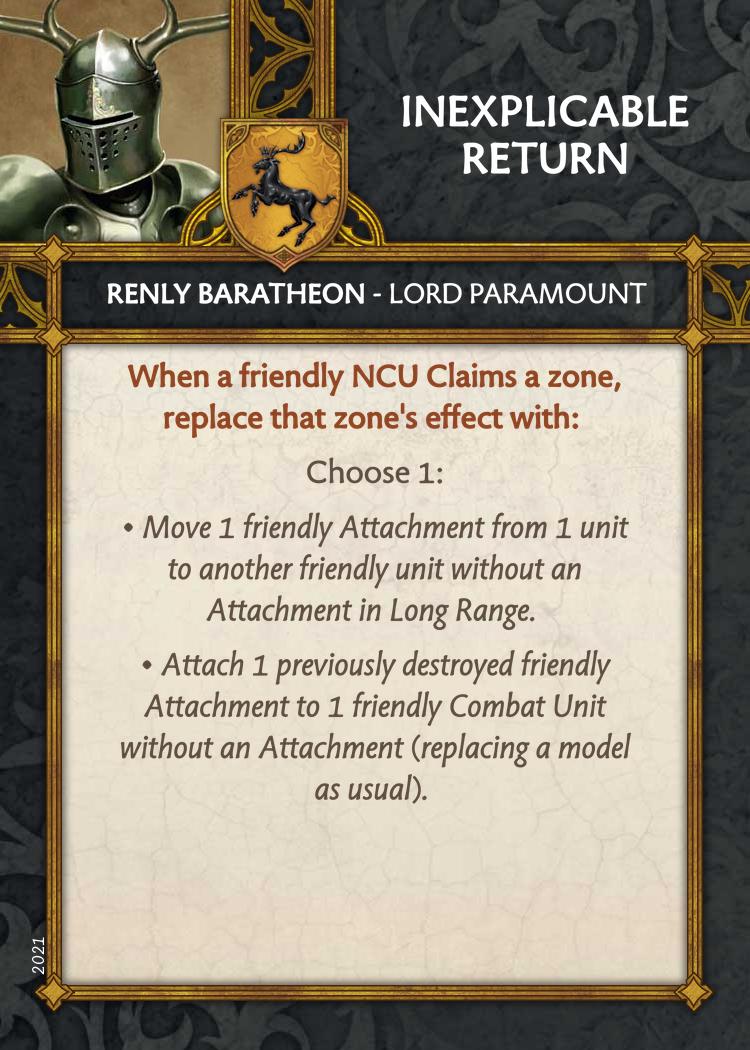 INEXPLICABLE
RETURN
RENLY BARATHEON - LORD PARAMOUNT
When a friendly NCU Claims a zone,
replace that zone's effect with:
Choose 1:
• Move 1 friendly Attachment from 1 unit
to another friendly unit without an
Attachment in Long Range.
• Attach 1 previously destroyed friendly
Attachment to 1 friendly Combat Unit
without an Attachment (replacing a model
as usual).
2021